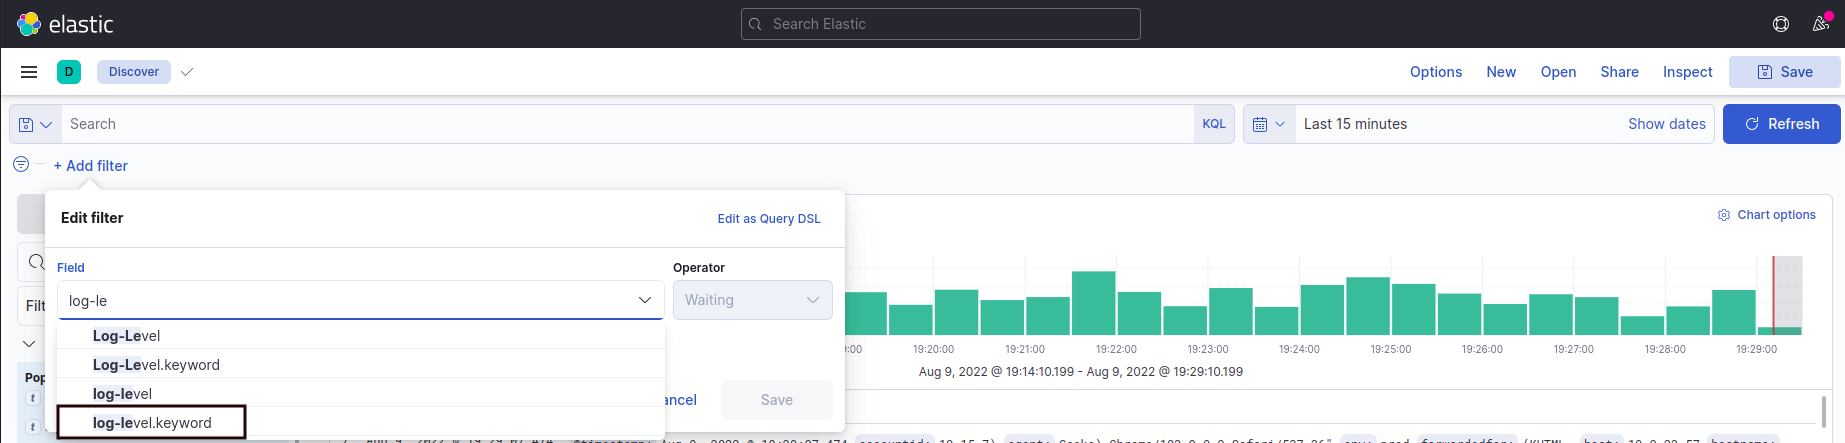 elastic
Search Elastic
D
Discover
Options New Open Share Inspect Save
Search
KQL
Last 15 minutes
Show dates
Refresh
+ Add filter
Edit filter
Edit as Query DSL
Chart options
Field
Operator
log-le
Waiting
Filt
Log-Level
Log-Level.keyword
log-level
log-level.keyword
Pop
t
t
ancel
Save
:00 19:20:00 19:21:00 19:22:00 19:23:00 19:24:00 19:25:00 19:26:00 19:27:00 19:28:00 19:29:00
Aug 9, 2022 @ 19:14:10.199 - Aug 9, 2022 @ 19:29:10.199